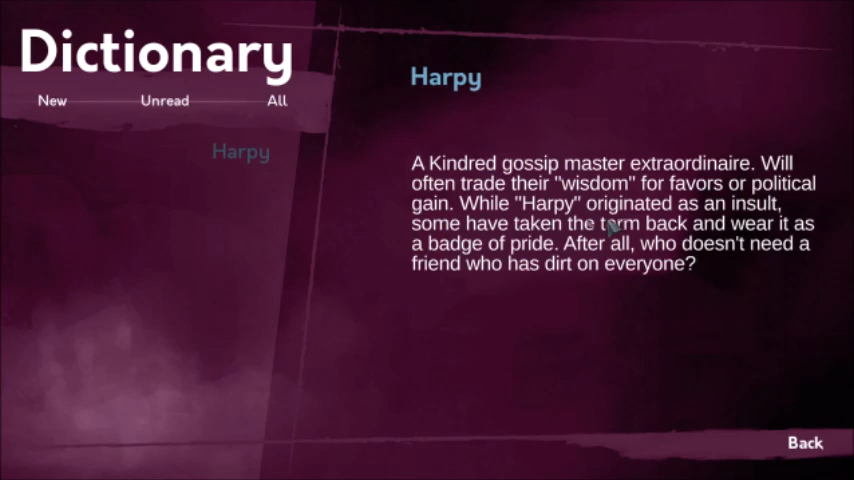 Dictionary
New Unread All
Harpy
Harpy
A Kindred gossip master extraordinaire. Will
often trade their "wisdom" for favors or political
gain. While "Harpy" originated as an insult,
some have taken the term back and wear it as
a badge of pride. After all, who doesn't need a
friend who has dirt on everyone?
Back